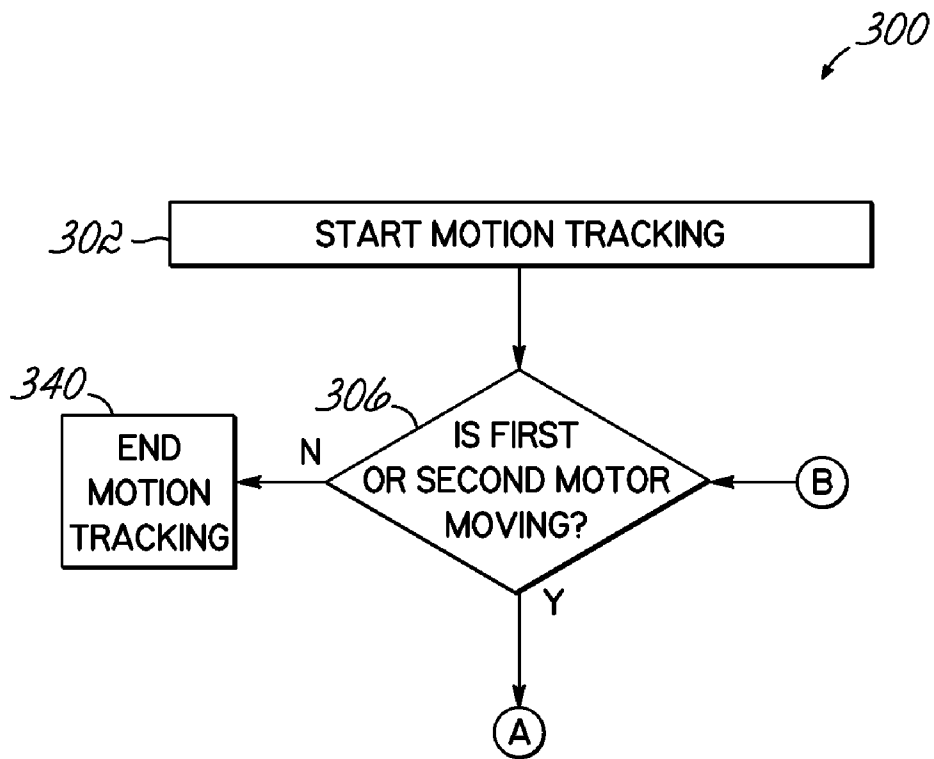 300
302
START MOTION TRACKING
340
306
END
MOTION
TRACKING
N
IS FIRST
OR SECOND MOTOR
MOVING?
B
Y
A